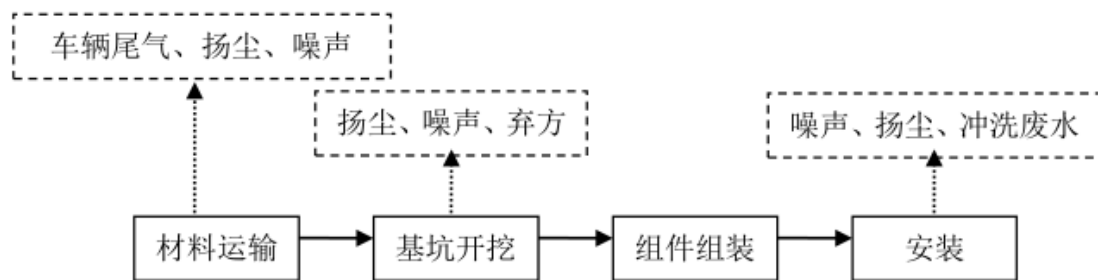 车辆尾气、扬尘、噪声
扬尘、噪声、弃方
噪声、扬尘、冲洗废水
材料运输
基坑开挖
组件组装
安装